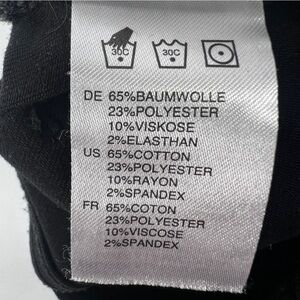 30C 30C
DE 65%BAUMWOLLE
23%POLYESTER
10%VISKOSE
2%ELASTHAN
US 65%COTTON
23%POLYESTER
10%RAYON
2%SPANDEX
FR 65%COTON
23%POLYESTER
10%VISCOSE
2%SPANDEX